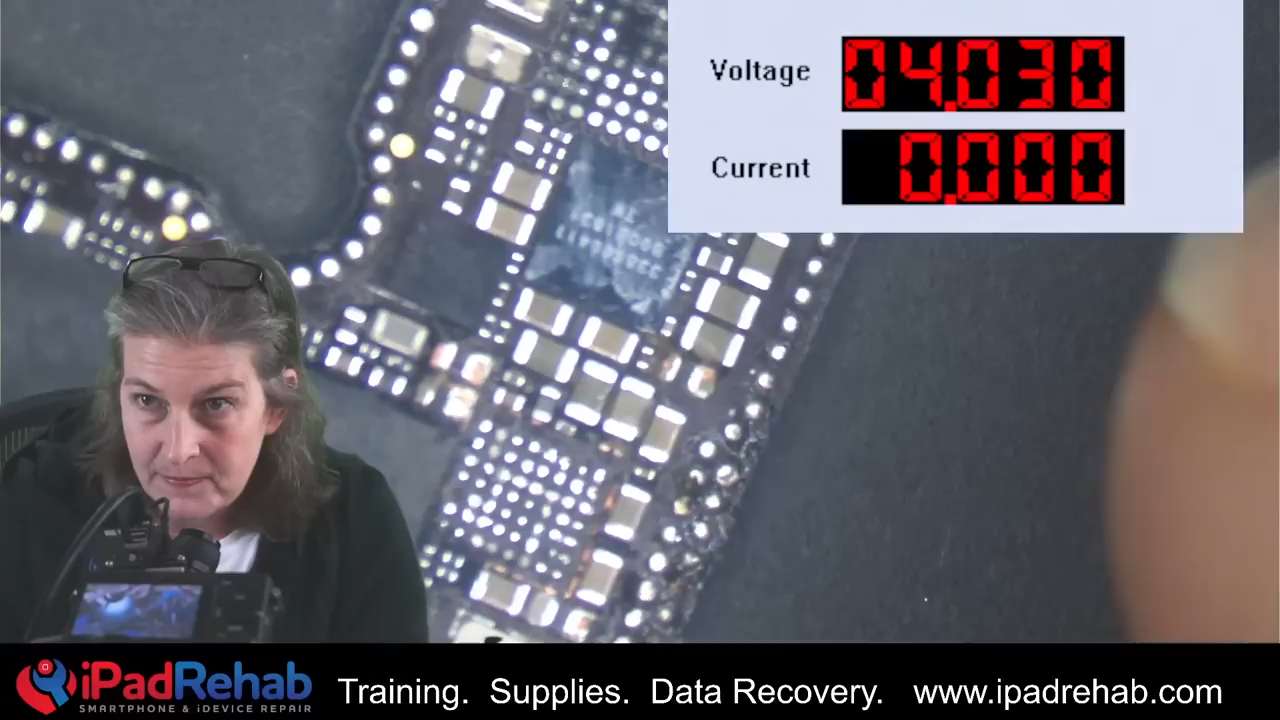 Voltage 04.030
Current 0.000
iPadRehab
SMARTPHONE & iDEVICE REPAIR
Training. Supplies. Data Recovery. www.ipadrehab.com